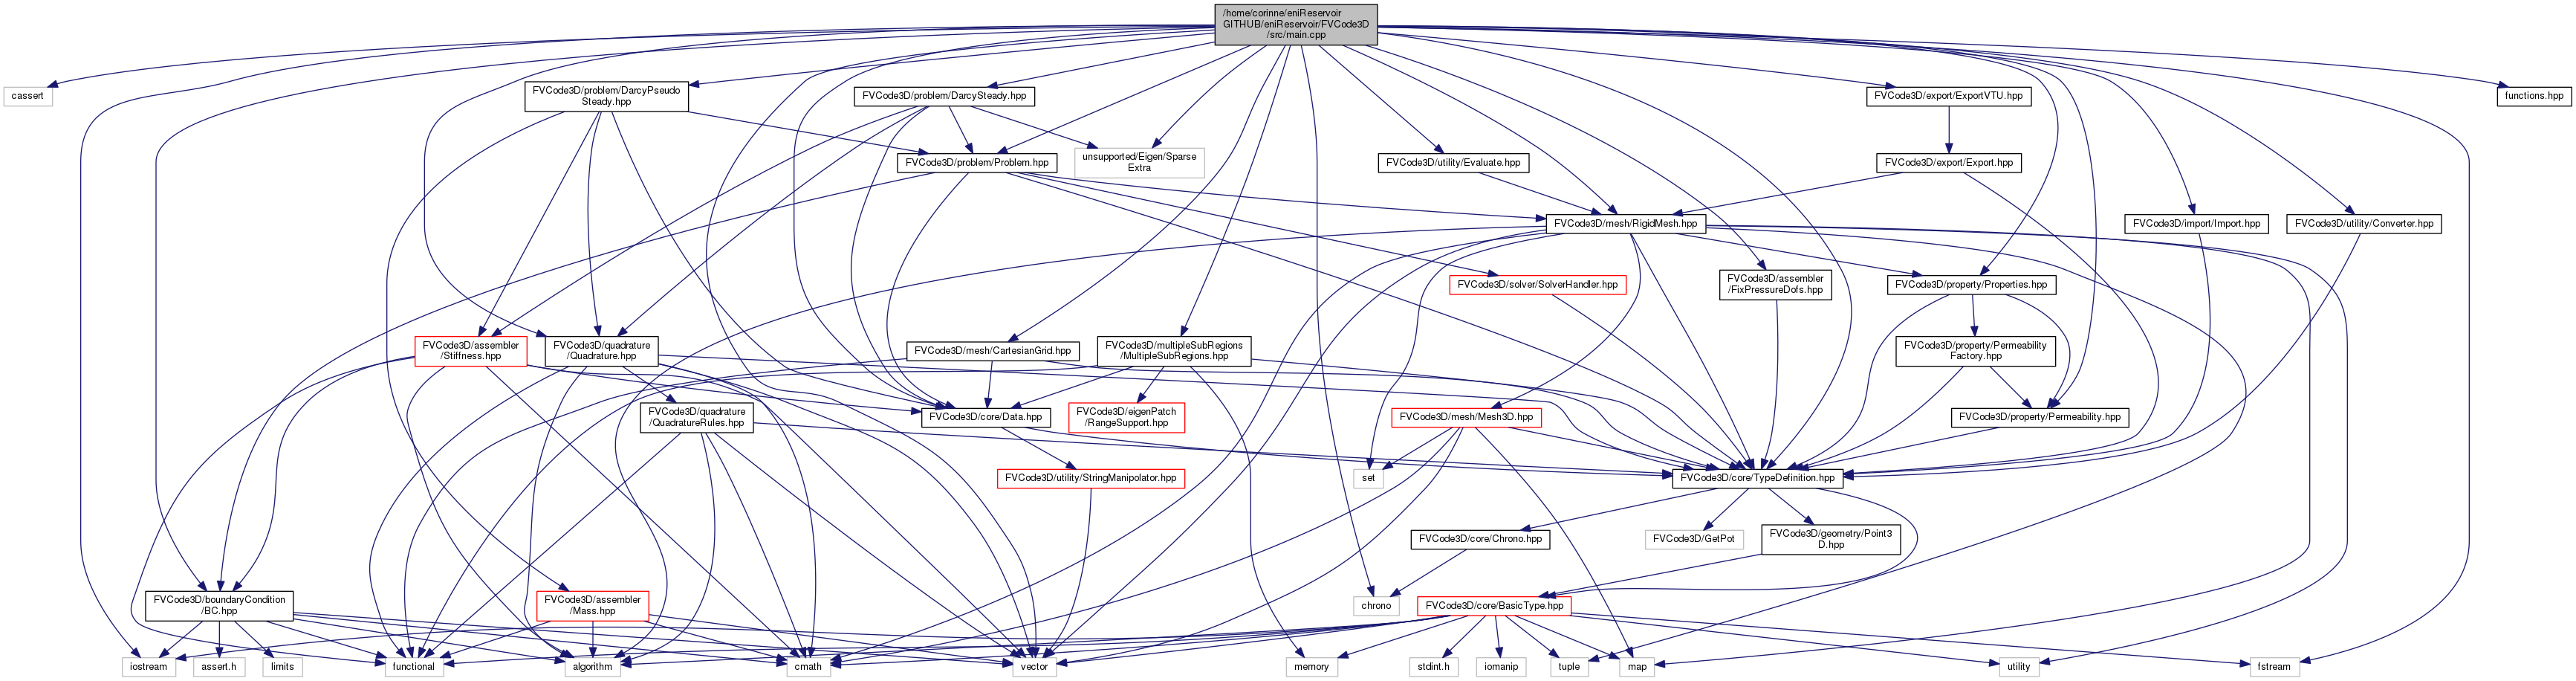 /home/corinne/eniReservoir
GITHUB/eniReservoir/FVCode3D
/src/main.cpp
cassert
FVCode3D/problem/DarcyPseudo
Steady.hpp
FVCode3D/problem/DarcySteady.hpp
FVCode3D/export/ExportVTU.hpp
functions.hpp
FVCode3D/problem/Problem.hpp
unsupported/Eigen/Sparse
Extra
FVCode3D/utility/Evaluate.hpp
FVCode3D/export/Export.hpp
FVCode3D/mesh/RigidMesh.hpp
FVCode3D/import/Import.hpp
FVCode3D/utility/Converter.hpp
FVCode3D/solver/SolverHandler.hpp
FVCode3D/assembler
/FixPressureDofs.hpp
FVCode3D/property/Properties.hpp
FVCode3D/assembler
/Stiffness.hpp
FVCode3D/quadrature
/Quadrature.hpp
FVCode3D/mesh/CartesianGrid.hpp
FVCode3D/multipleSubRegions
/MultipleSubRegions.hpp
FVCode3D/property/Permeability
Factory.hpp
FVCode3D/quadrature
/QuadratureRules.hpp
FVCode3D/core/Data.hpp
FVCode3D/eigenPatch
/RangeSupport.hpp
FVCode3D/mesh/Mesh3D.hpp
FVCode3D/property/Permeability.hpp
FVCode3D/utility/StringManipolator.hpp
set
FVCode3D/core/TypeDefinition.hpp
FVCode3D/core/Chrono.hpp
FVCode3D/GetPot
FVCode3D/geometry/Point3
D.hpp
FVCode3D/boundaryCondition
/BC.hpp
FVCode3D/assembler
/Mass.hpp
chrono
FVCode3D/core/BasicType.hpp
iostream
assert.h
limits
functional
algorithm
cmath
vector
memory
stdint.h
iomanip
tuple
map
utility
fstream